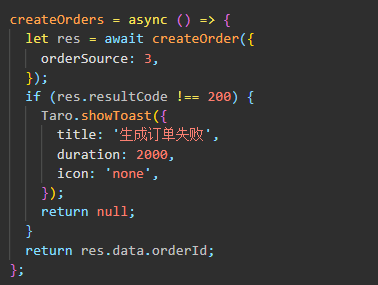 createOrders = async () => {
  let res = await createOrder({
    orderSource: 3,
  });
  if (res.resultCode !== 200) {
    Taro.showToast({
      title: '生成订单失败',
      duration: 2000,
      icon: 'none',
    });
    return null;
  }
  return res.data.orderId;
};